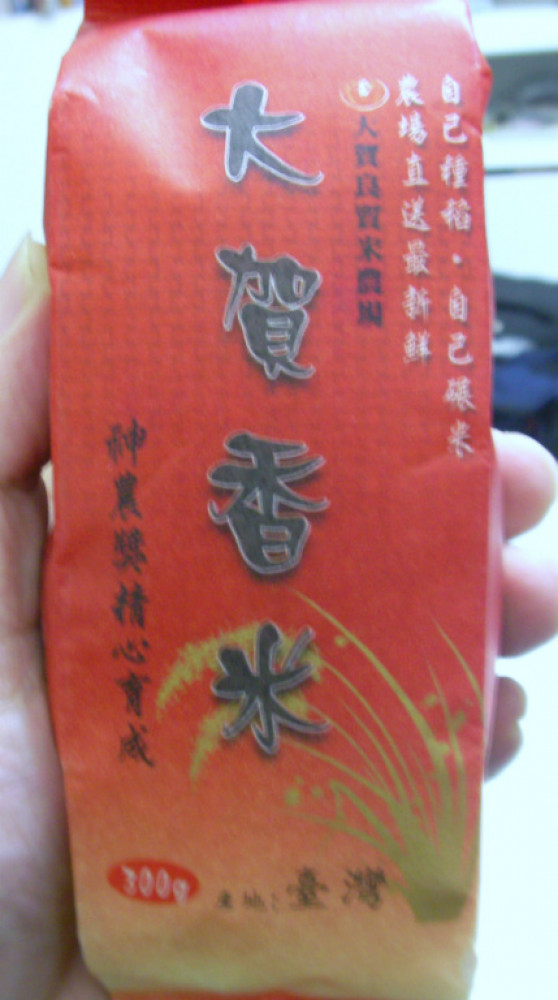 自己種稻・自己碾米
農場直送最新鮮
大賀良質米農場
大賀香米
神農獎精心育成
300g
產地:臺灣